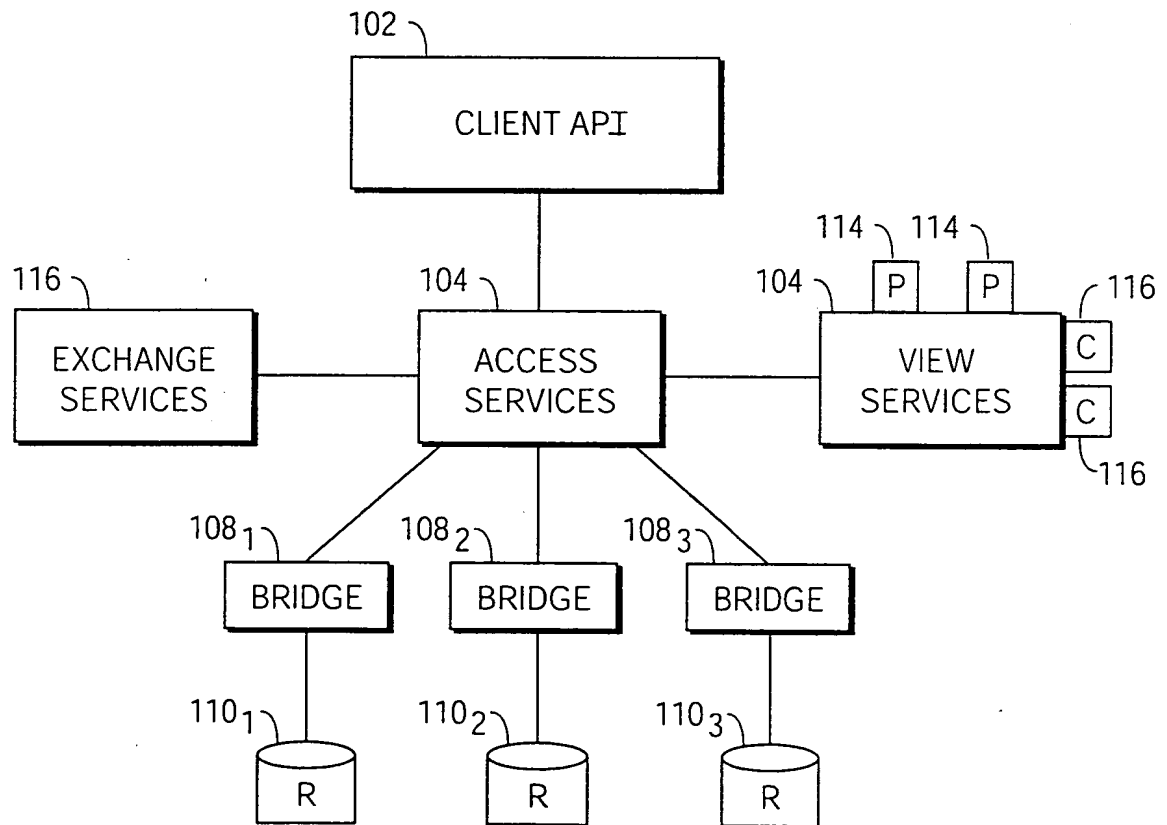 102
CLIENT API
114
114
116
104
104
116
P
P
EXCHANGE
SERVICES
ACCESS
SERVICES
VIEW
SERVICES
C
C
116
108 1
108 2
108 3
BRIDGE
BRIDGE
BRIDGE
110 1
110 2
110 3
R
R
R